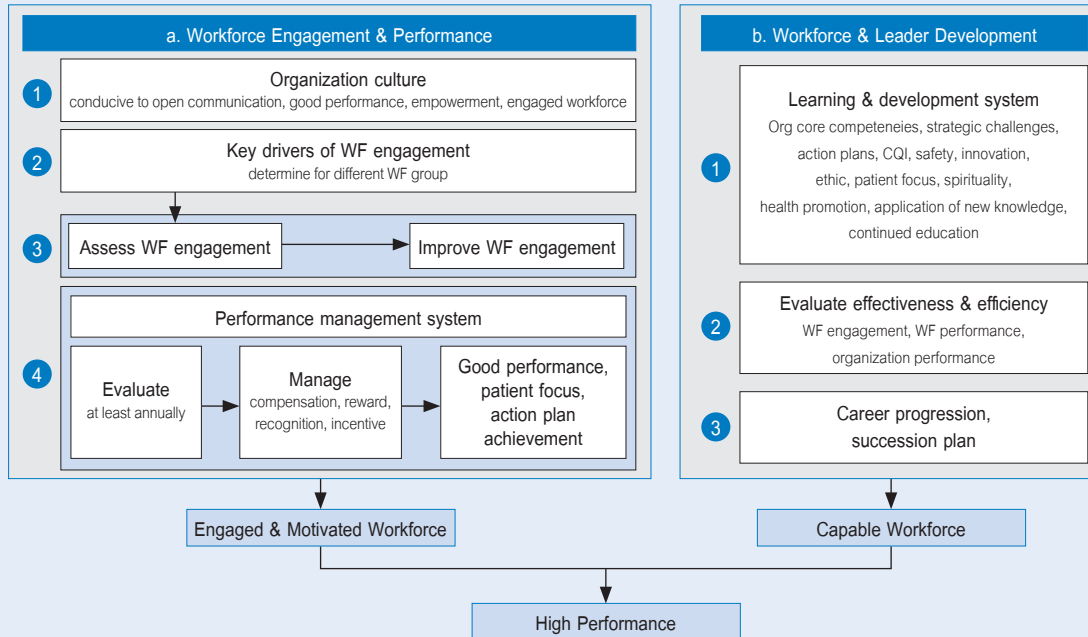 a. Workforce Engagement & Performance
1
Organization culture
conducive to open communication, good performance, empowerment, engaged workforce
2
Key drivers of WF engagement
determine for different WF group
3
Assess WF engagement
Improve WF engagement
4
Performance management system
Evaluate
at least annually
Manage
compensation, reward,
recognition, incentive
Good performance,
patient focus,
action plan
achievement
Engaged & Motivated Workforce
b. Workforce & Leader Development
1
Learning & development system
Org core competeneies, strategic challenges,
action plans, CQI, safety, innovation,
ethic, patient focus, spirituality,
health promotion, application of new knowledge,
continued education
2
Evaluate effectiveness & efficiency
WF engagement, WF performance,
organization performance
3
Career progression,
succession plan
Capable Workforce
High Performance